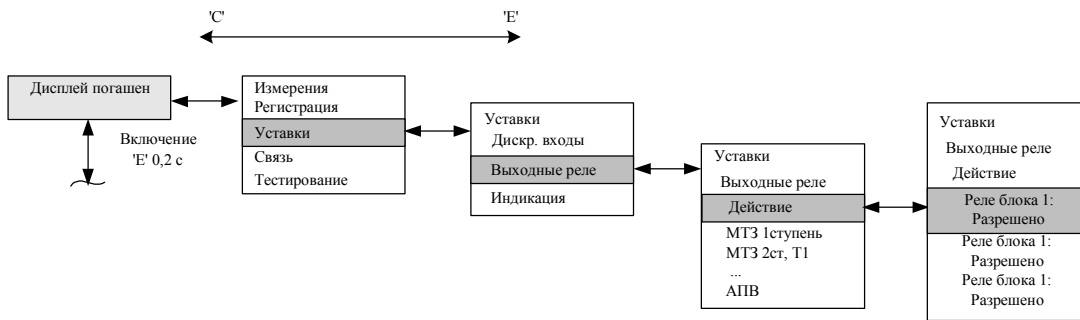 'C'
'E'
Дисплей погашен
Включение
'E' 0,2 с
Измерения
Регистрация
Уставки
Связь
Тестирование
Уставки
Дискр. входы
Выходные реле
Индикация
Уставки
Выходные реле
Действие
МТЗ 1ступень
МТЗ 2ст, Т1
...
АПВ
Уставки
Выходные реле
Действие
Реле блока 1:
Разрешено
Реле блока 1:
Разрешено
Реле блока 1:
Разрешено